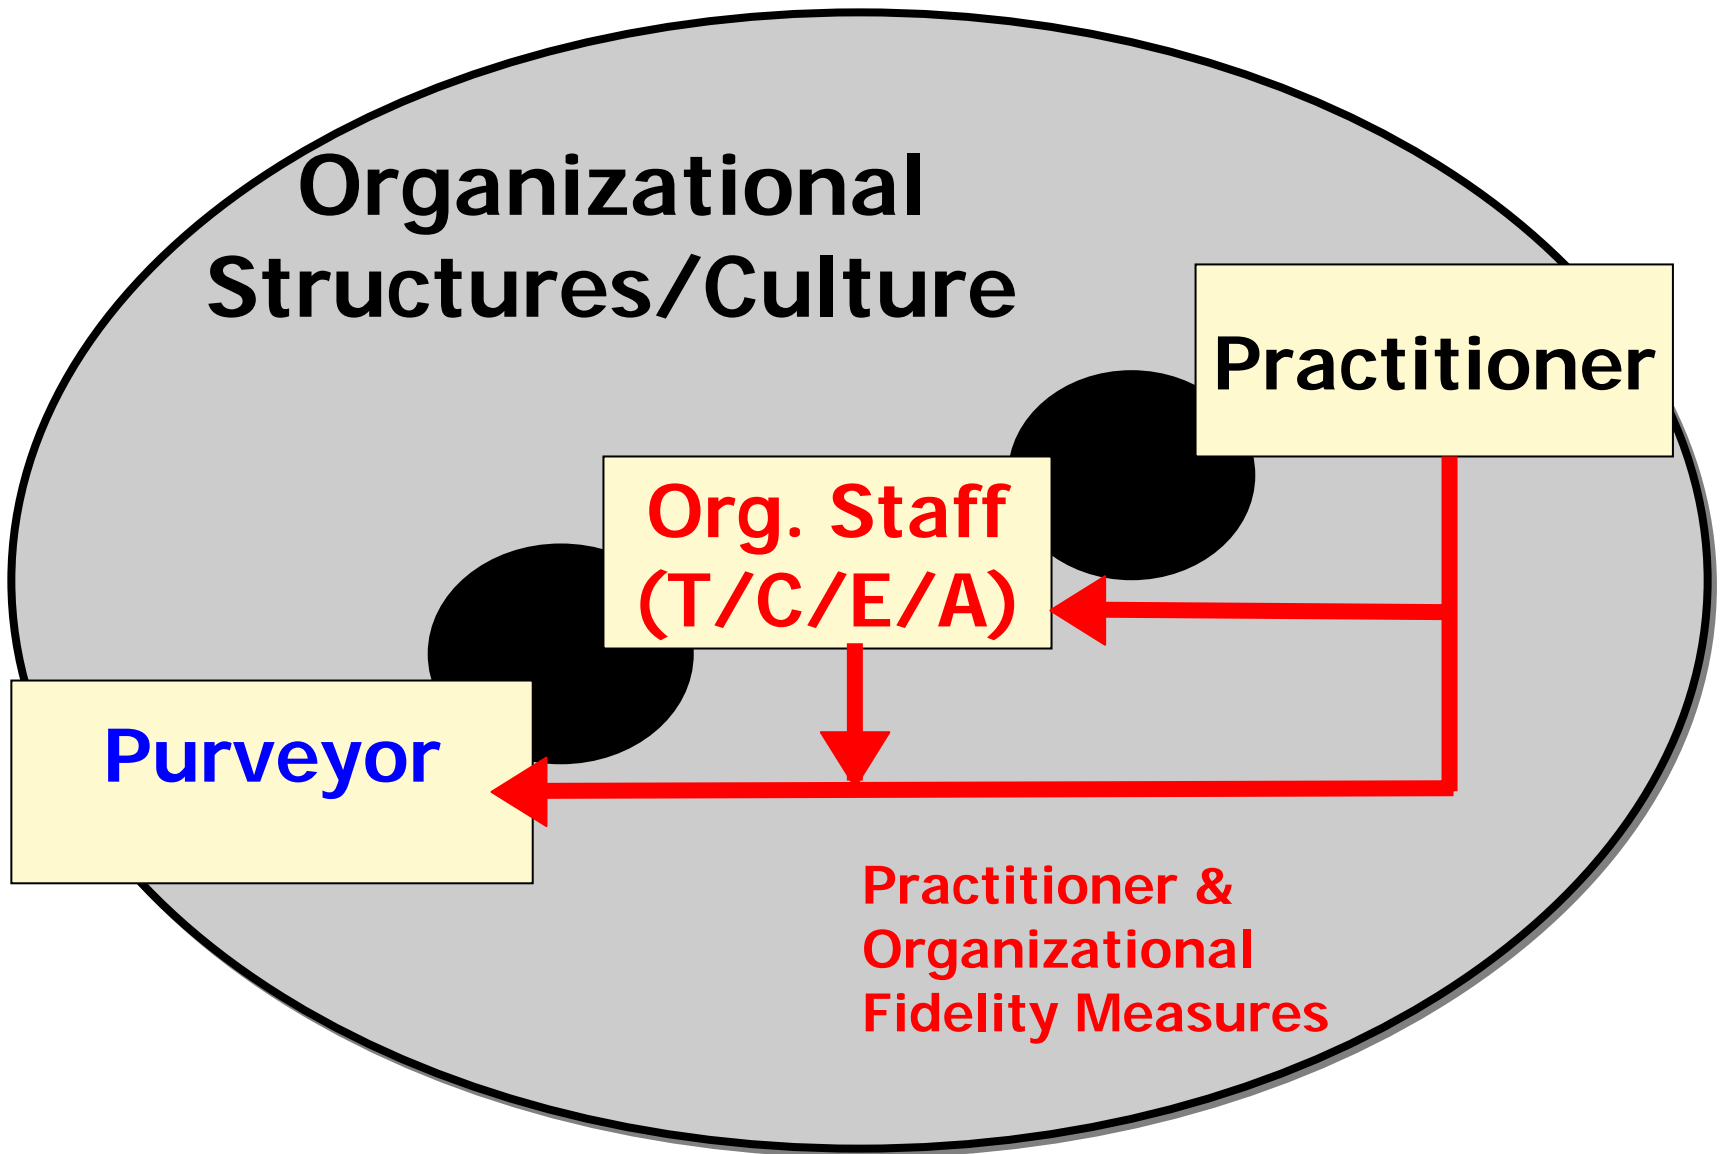 Organizational
Structures/Culture
Practitioner
Org. Staff
(T/C/E/A)
Purveyor
Practitioner &
Organizational
Fidelity Measures